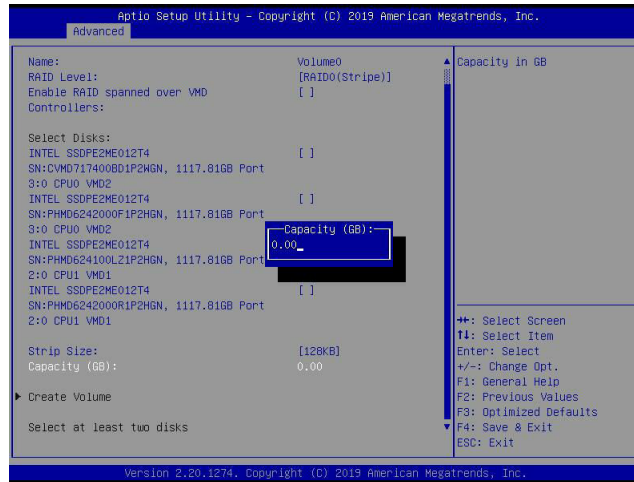 Aptio Setup Utility – Copyright (C) 2019 American Megatrends, Inc.
Advanced
Name: Volume0
RAID Level: [RAID0(Stripe)]
Enable RAID spanned over VMD [ ]
Controllers:
Select Disks:
INTEL SSDPE2ME012T4 [ ]
SN:CVMD717400BD1P2WGN, 1117.81GB Port
3:0 CPU0 VMD2
INTEL SSDPE2ME012T4 [ ]
SN:PHMD6242000F1P2HGN, 1117.81GB Port
3:0 CPU0 VMD2
INTEL SSDPE2ME012T4
SN:PHMD624100LZ1P2HGN, 1117.81GB Port
2:0 CPU1 VMD1
INTEL SSDPE2ME012T4 [ ]
SN:PHMD6242000R1P2HGN, 1117.81GB Port
2:0 CPU1 VMD1
Strip Size: [128KB]
Capacity (GB): 0.00
Create Volume
Select at least two disks
Capacity (GB):
0.00_
Capacity in GB
→←: Select Screen
↑↓: Select Item
Enter: Select
+/-: Change Opt.
F1: General Help
F2: Previous Values
F3: Optimized Defaults
F4: Save & Exit
ESC: Exit
Version 2.20.1274. Copyright (C) 2019 American Megatrends, Inc.